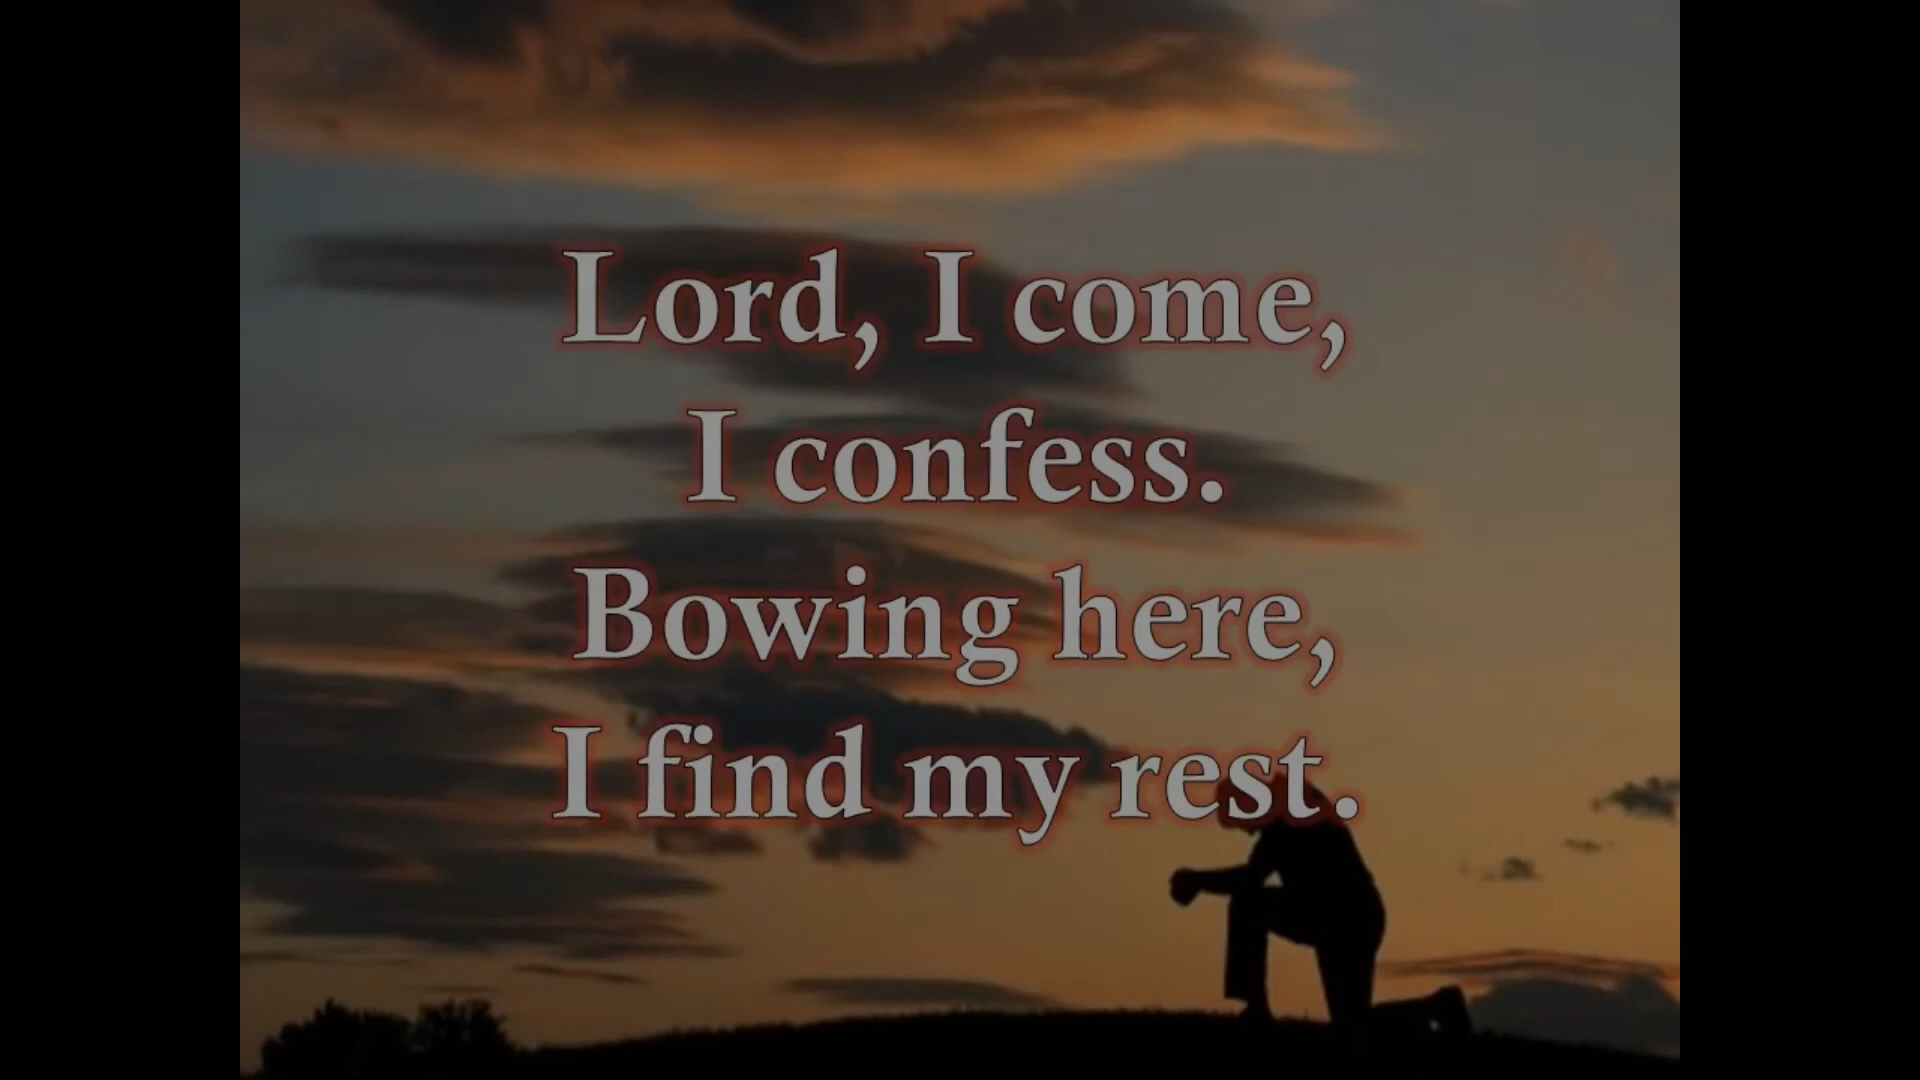 Lord, I come,
I confess.
Bowing here,
I find my rest.